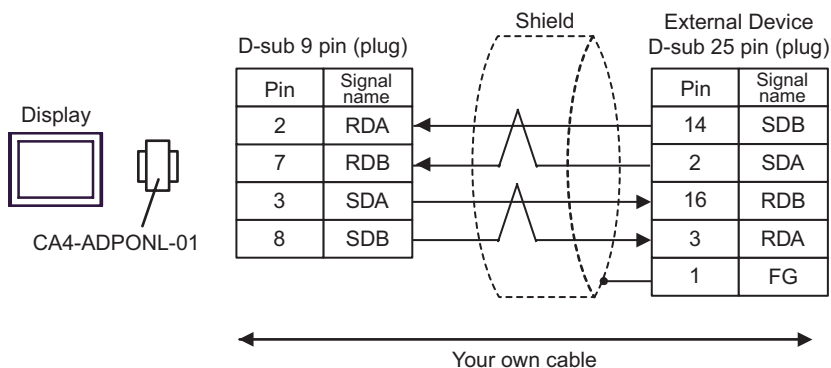 Shield
External Device
D-sub 9 pin (plug)
D-sub 25 pin (plug)
Display
CA4-ADPONL-01
Pin Signal name
2 RDA
7 RDB
3 SDA
8 SDB
Pin Signal name
14 SDB
2 SDA
16 RDB
3 RDA
1 FG
Your own cable